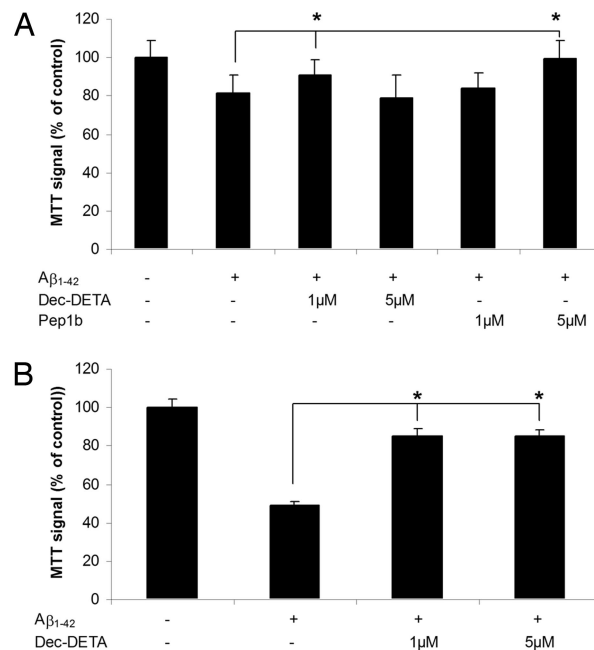 A
MTT signal (% of control)
120
100
80
60
40
20
0
* *
Aβ1-42 - + + + + +
Dec-DETA - - 1µM 5µM - -
Pep1b - - - - 1µM 5µM
B
MTT signal (% of control))
120
100
80
60
40
20
0
* *
Aβ1-42 - + + +
Dec-DETA - - 1µM 5µM